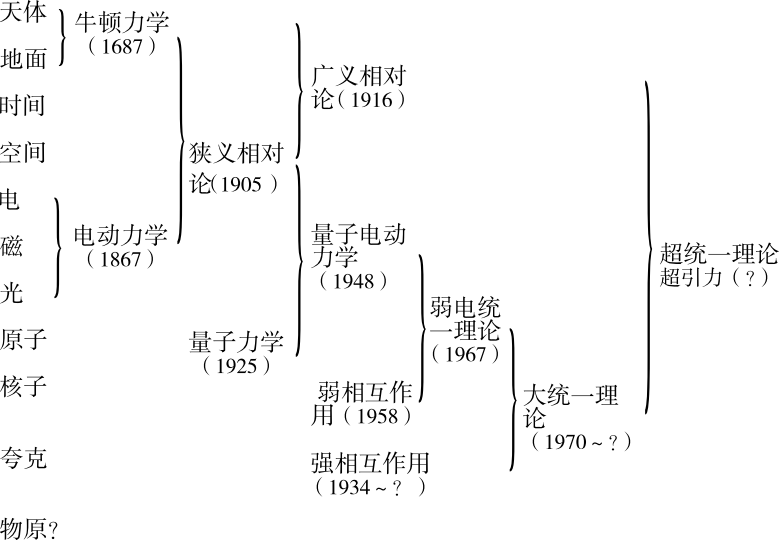 天体
地面
时间
空间
电
磁
光
原子
核子
夸克
物原?
牛顿力学
(1687)
电动力学
(1867)
狭义相对
论(1905 )
量子力学
(1925)
广义相对
论(1916)
量子电动
力学
(1948)
弱相互作
用(1958)
强相互作用
(1934~? )
弱电统
一理论
(1967)
大统一理
论
(1970~?)
超统一理论
超引力(?)